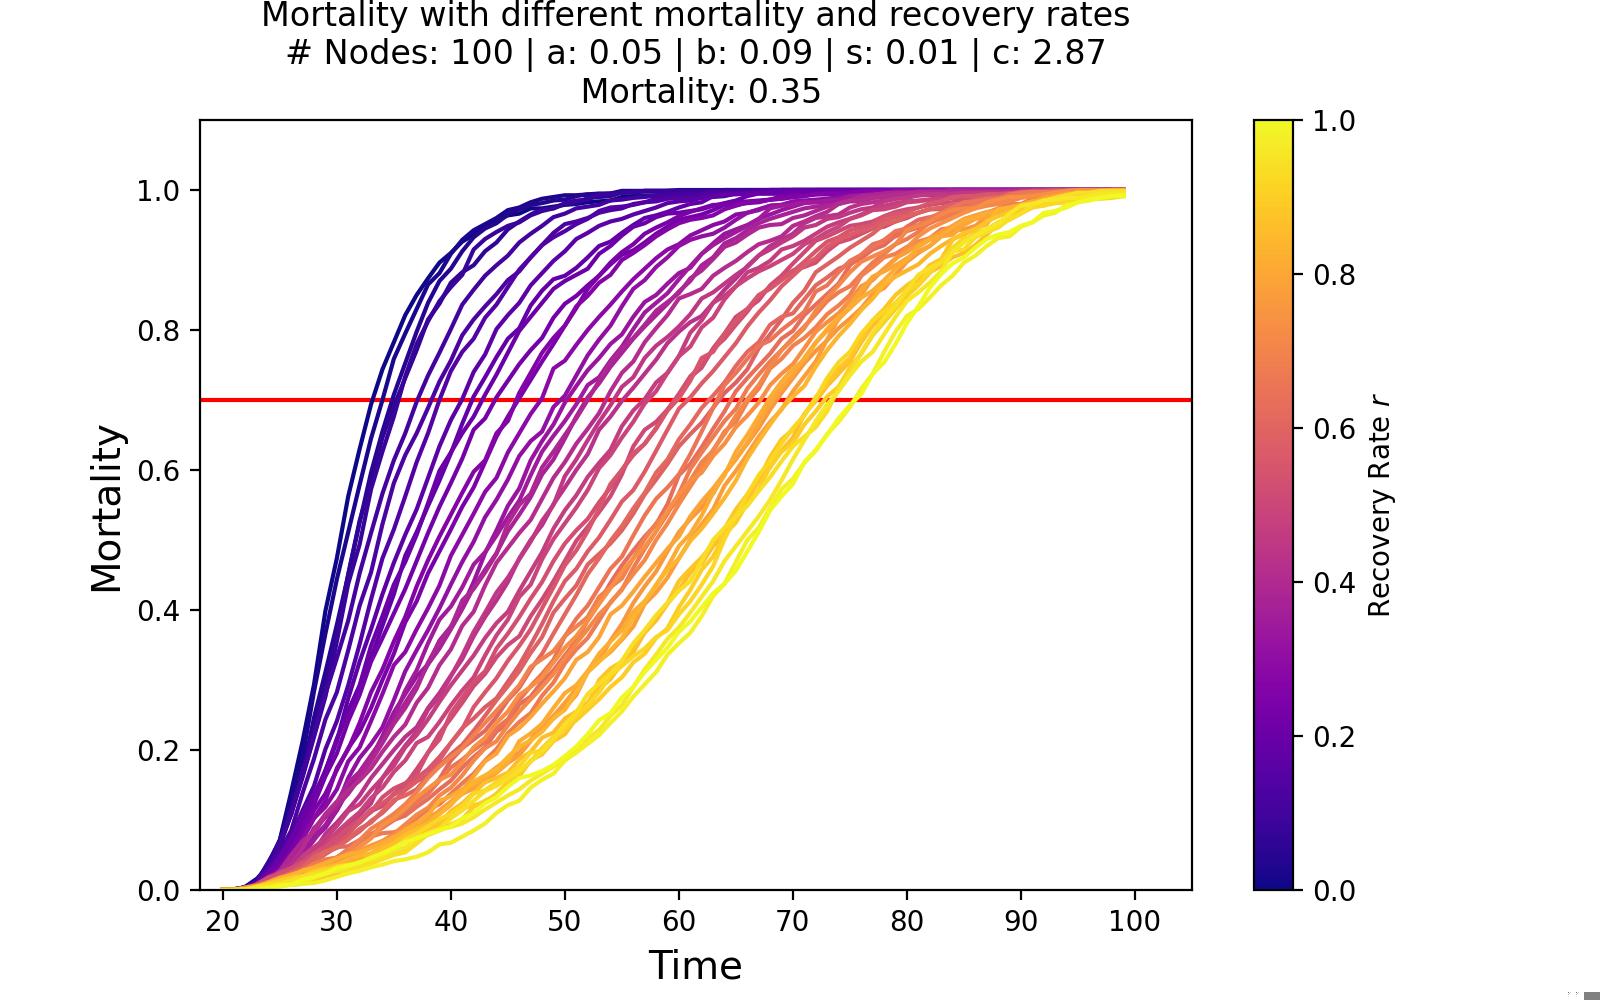 Mortality with different mortality and recovery rates
# Nodes: 100 | a: 0.05 | b: 0.09 | s: 0.01 | c: 2.87
Mortality: 0.35
Mortality
1.0
0.8
0.6
0.4
0.2
0.0
20 30 40 50 60 70 80 90 100
Time
1.0
0.8
0.6
0.4
0.2
0.0
Recovery Rate r